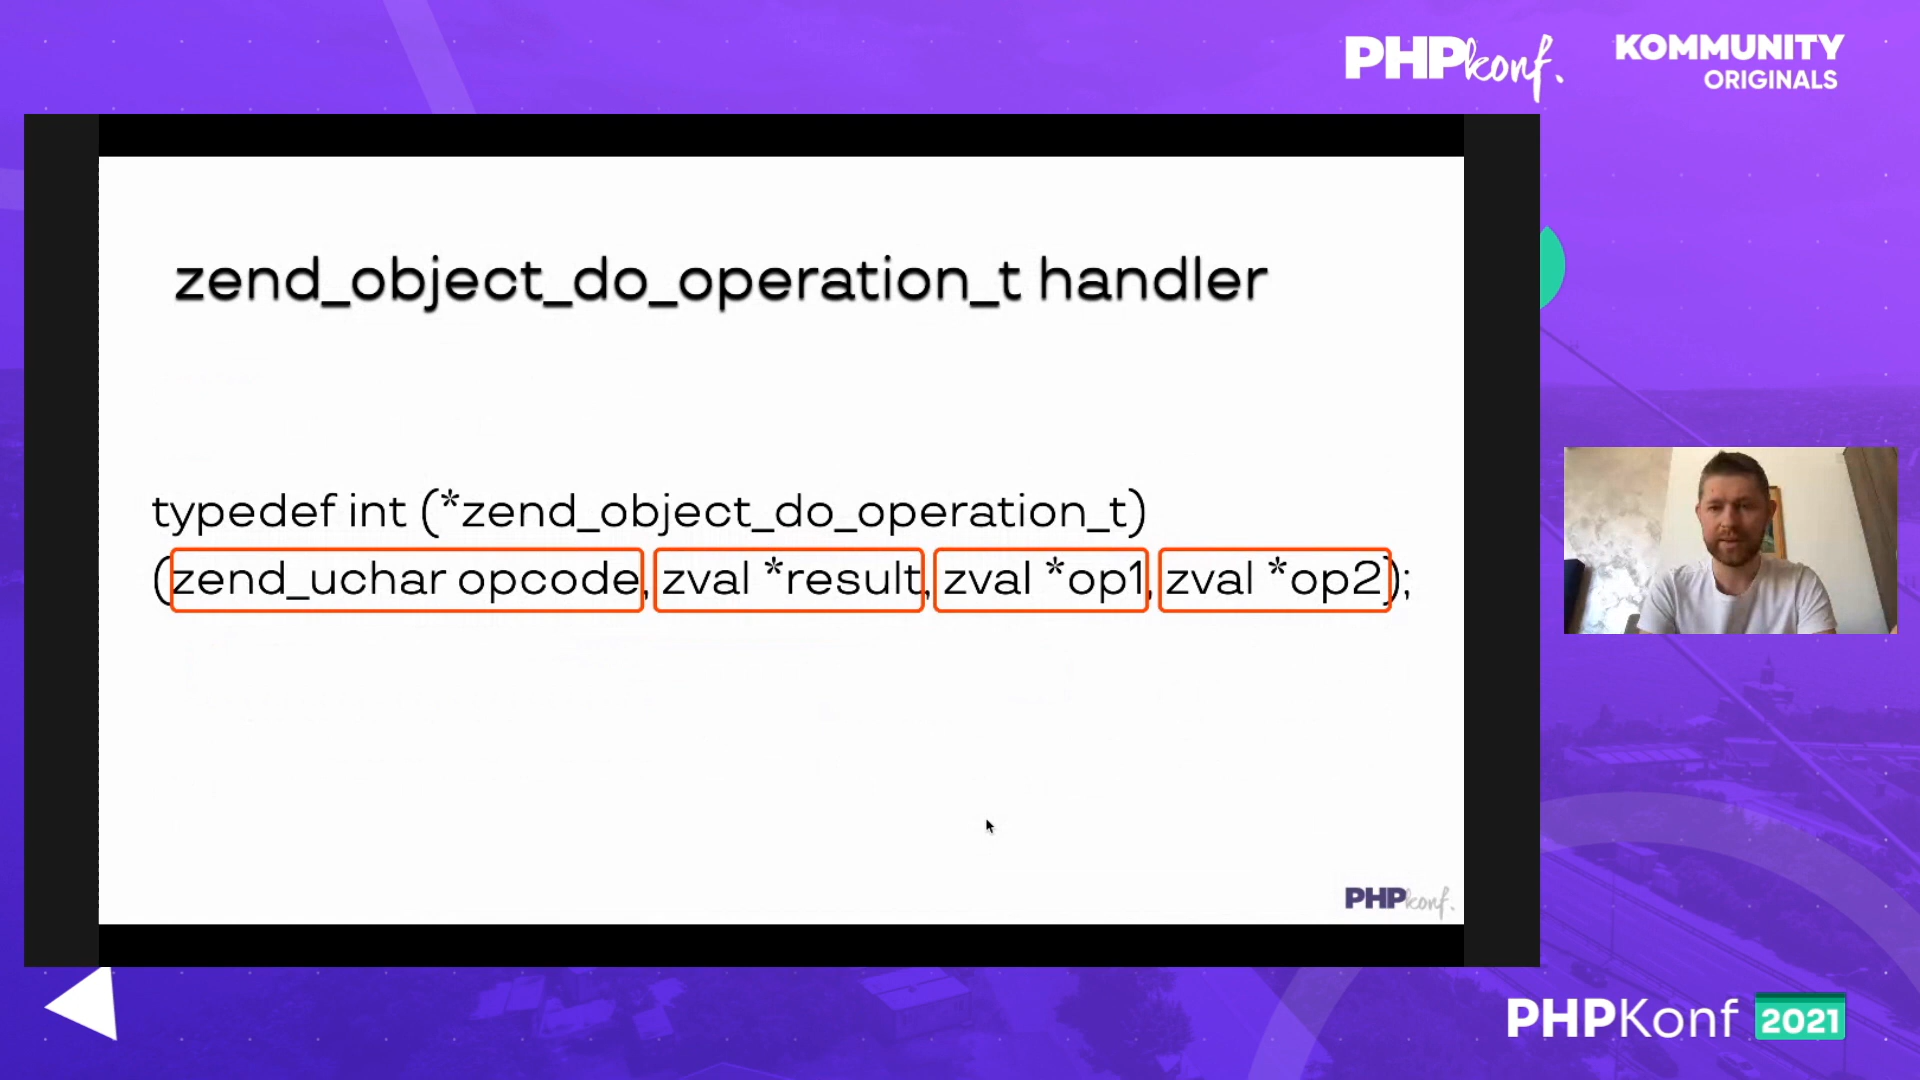 PHPkonf.
KOMMUNITY
ORIGINALS
zend_object_do_operation_t handler
typedef int (*zend_object_do_operation_t)
(zend_uchar opcode, zval *result, zval *op1, zval *op2);
PHPkonf.
PHPKonf 2021